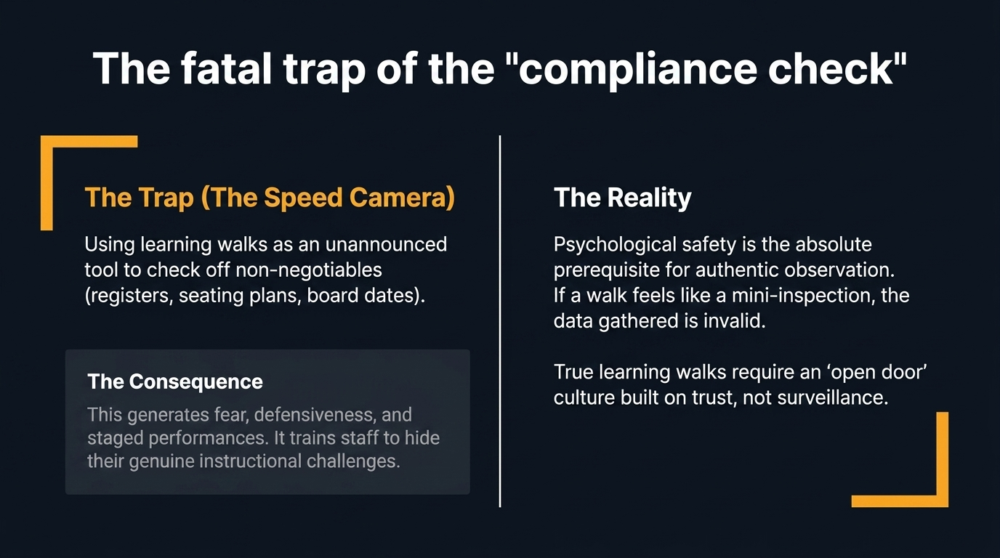 The fatal trap of the "compliance check"
The Trap (The Speed Camera)
Using learning walks as an unannounced
tool to check off non-negotiables
(registers, seating plans, board dates).
The Consequence
This generates fear, defensiveness, and
staged performances. It trains staff to hide
their genuine instructional challenges.
The Reality
Psychological safety is the absolute
prerequisite for authentic observation.
If a walk feels like a mini-inspection, the
data gathered is invalid.
True learning walks require an ‘open door’
culture built on trust, not surveillance.